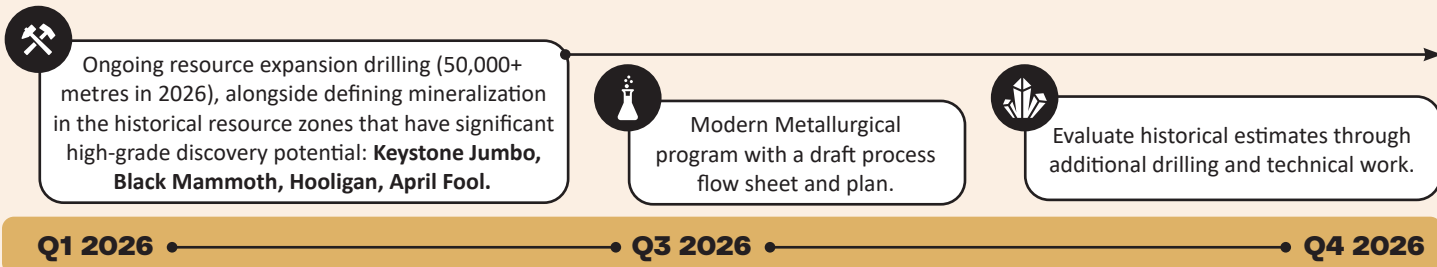 Ongoing resource expansion drilling (50,000+
metres in 2026), alongside defining mineralization
in the historical resource zones that have significant
high-grade discovery potential: Keystone Jumbo,
Black Mammoth, Hooligan, April Fool.
Modern Metallurgical
program with a draft process
flow sheet and plan.
Evaluate historical estimates through
additional drilling and technical work.
Q1 2026
Q3 2026
Q4 2026